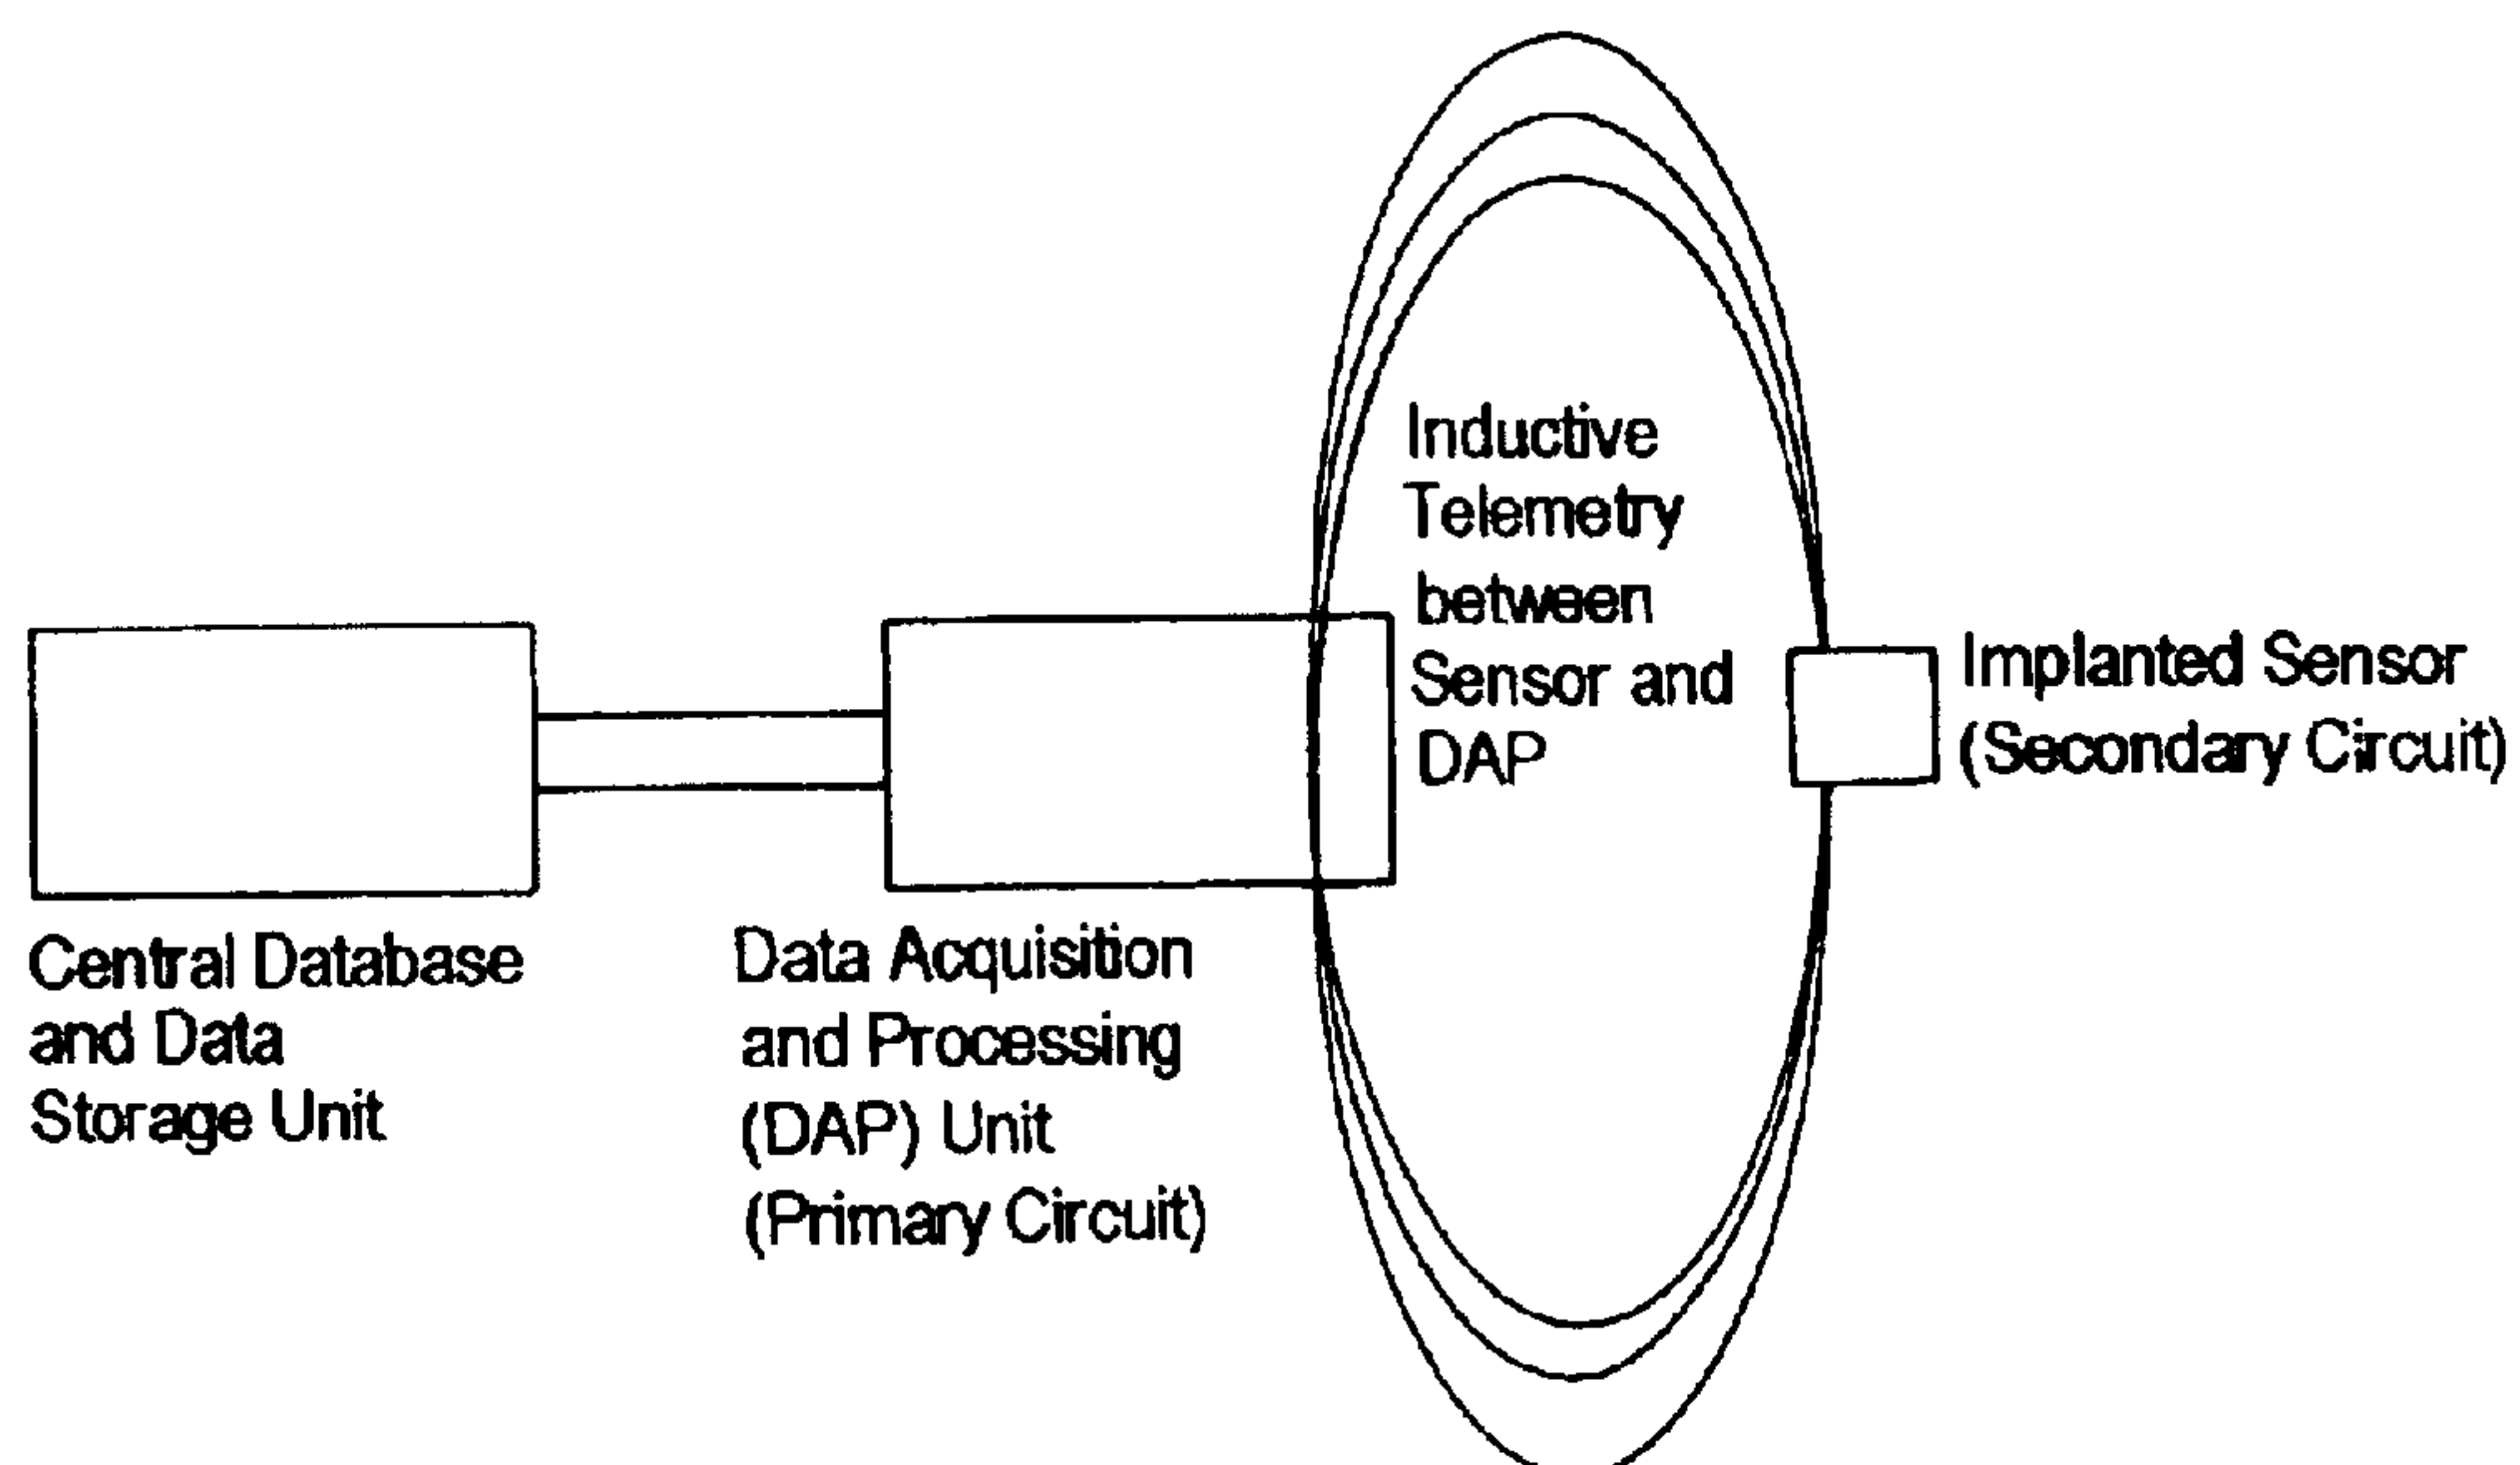 Inductive
Telemetry
between
Sensor and
DAP
Implanted Sensor
(Secondary Circuit)
Central Database
and Data
Storage Unit
Data Acquisition
and Processing
(DAP) Unit
(Primary Circuit)